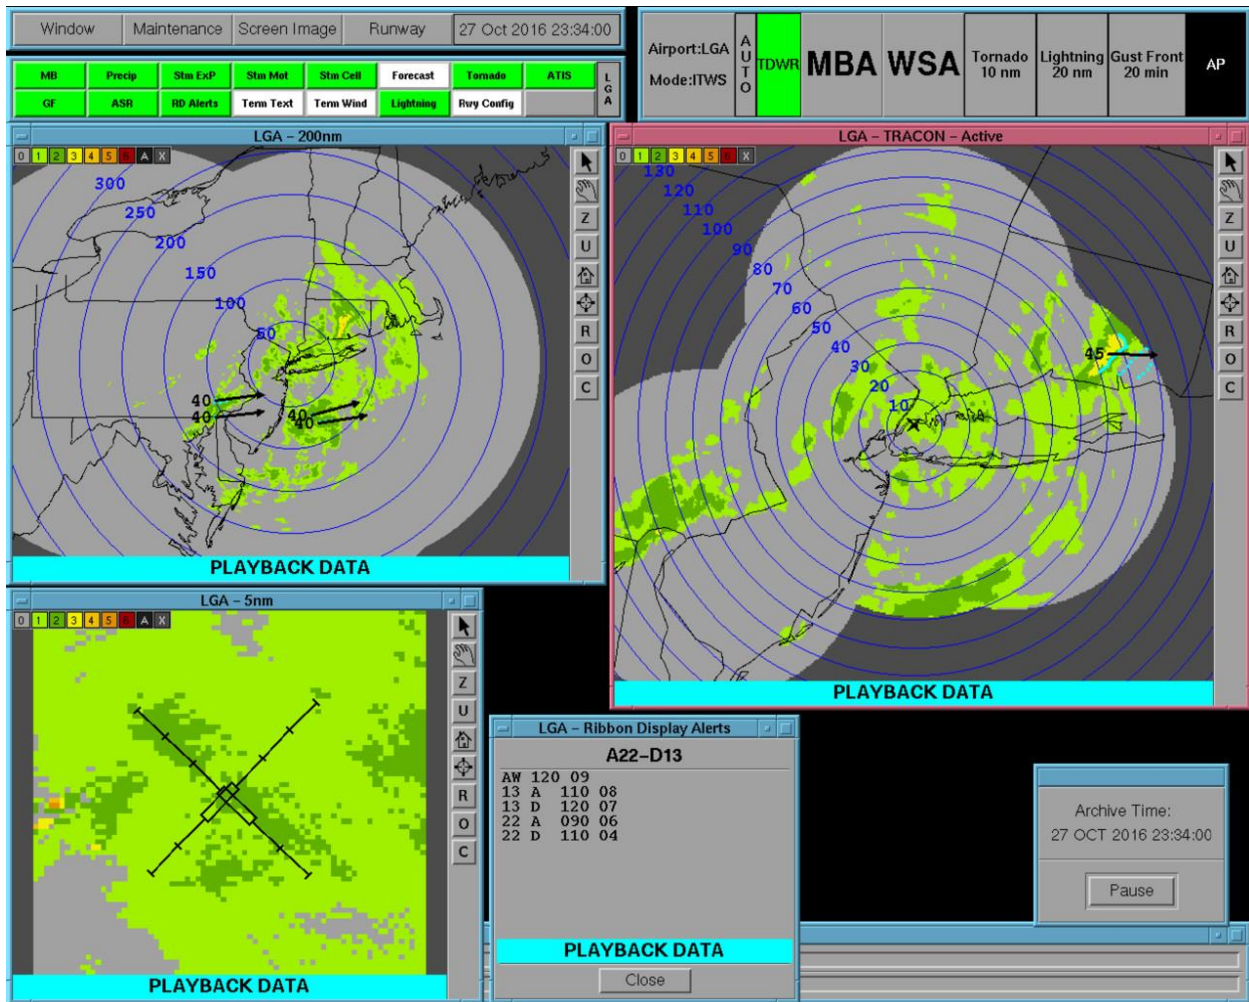 Window Maintenance Screen Image Runway 27 Oct 2016 23:34:00
MB Precip Stm ExP Stm Mot Stm Cell Forecast Tornado ATIS
GF ASR RD Alerts Term Text Term Wind Lightning Rwy Config
LGA
Airport:LGA
Mode:ITWS
AUTO
TDWR
MBA
WSA
Tornado
10 nm
Lightning
20 nm
Gust Front
20 min
AP
LGA – 200nm
0 1 2 3 4 5 6 A X
300
250
200
150
100
50
40
40
40
40
Z
U
R
O
C
PLAYBACK DATA
LGA – TRACON – Active
0 1 2 3 4 5 6 X
130
120
110
100
90
80
70
60
50
40
30
20
10
45
Z
U
R
O
C
PLAYBACK DATA
LGA – 5nm
0 1 2 3 4 5 6 A X
Z
U
R
O
C
PLAYBACK DATA
LGA – Ribbon Display Alerts
A22–D13
AW 120 09
13 A 110 08
13 D 120 07
22 A 090 06
22 D 110 04
PLAYBACK DATA
Close
Archive Time:
27 OCT 2016 23:34:00
Pause